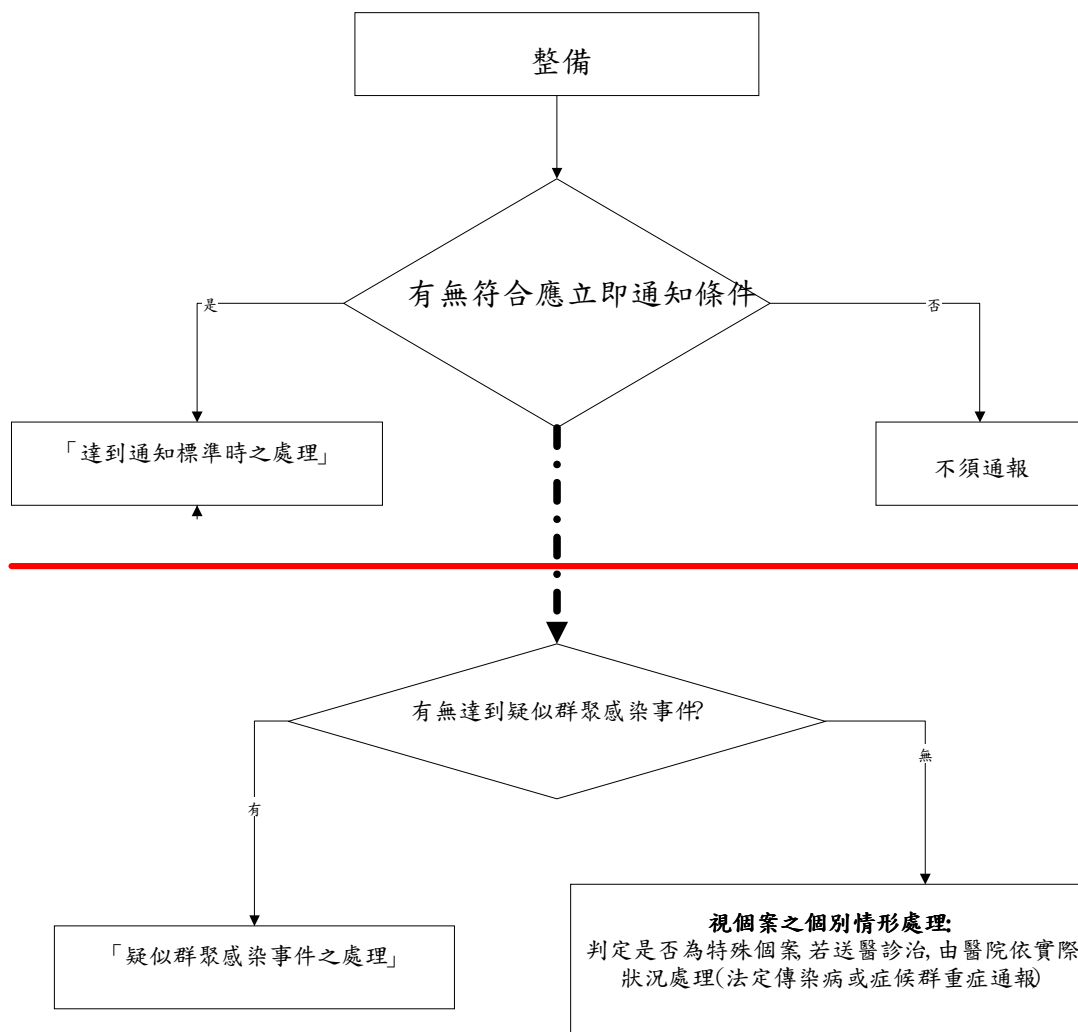 整備
有無符合應立即通知條件
是
否
「達到通知標準時之處理」
不須通報
有無達到疑似群聚感染事件?
無
有
「疑似群聚感染事件之處理」
視個案之個別情形處理:
判定是否為特殊個案,若送醫診治,由醫院依實際
狀況處理(法定傳染病或症候群重症通報)